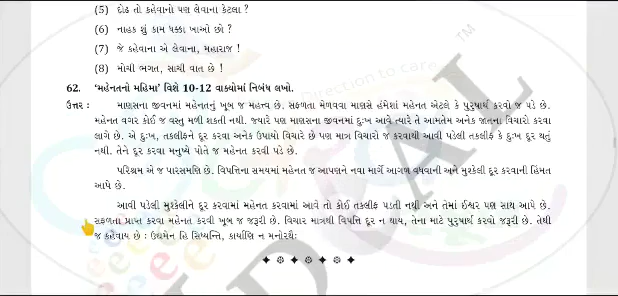 (5) દોઢ તો કહેવાનો પણ લેવાના કેટલા ?
(6) નાહક શું કામ ધક્કા ખાઓ છો ?
(7) જે કહેવાના એ લેવાના, મહારાજ !
(8) મોચી ભગત, સાચી વાત છે !
62. ‘મહેનતનો મહિમા’ વિશે 10-12 વાક્યોમાં નિબંધ લખો.
ઉત્તર : માણસના જીવનમાં મહેનતનું ખૂબ જ મહત્ત્વ છે. સફળતા મેળવવા માણસે હંમેશાં મહેનત એટલે કે પુરુષાર્થ કરવો જ પડે છે.
મહેનત વગર કોઈ જ વસ્તુ મળી શકતી નથી. જ્યારે પણ માણસના જીવનમાં દુઃખ આવે ત્યારે તે આમતેમ અનેક જાતના વિચારો કરવા
લાગે છે. એ દુઃખ, તકલીફને દૂર કરવા અનેક ઉપાયો વિચારે છે પણ માત્ર વિચારો જ કરવાથી આવી પડેલી તકલીફ કે દુઃખ દૂર થતું
નથી. તેને દૂર કરવા મનુષ્યે પોતે જ મહેનત કરવી પડે છે.
પરિશ્રમ એ જ પારસમણિ છે. વિપત્તિના સમયમાં મહેનત જ આપણને નવા માર્ગે આગળ વધવાની અને મુશ્કેલી દૂર કરવાની હિંમત
આપે છે.
આવી પડેલી મુશ્કેલીને દૂર કરવામાં મહેનત કરવામાં આવે તો કોઈ તકલીફ પડતી નથી અને તેમાં ઈશ્વર પણ સાથ આપે છે.
સફળતા પ્રાપ્ત કરવા મહેનત કરવી ખૂબ જ જરૂરી છે. વિચાર માત્રથી વિપત્તિ દૂર ન થાય, તેના માટે પુરુષાર્થ કરવો જરૂરી છે. તેથી
જ કહેવાય છે : ઉદ્યમેન હિ સિધ્યન્તિ, કાર્યાણિ ન મનોરથૈઃ